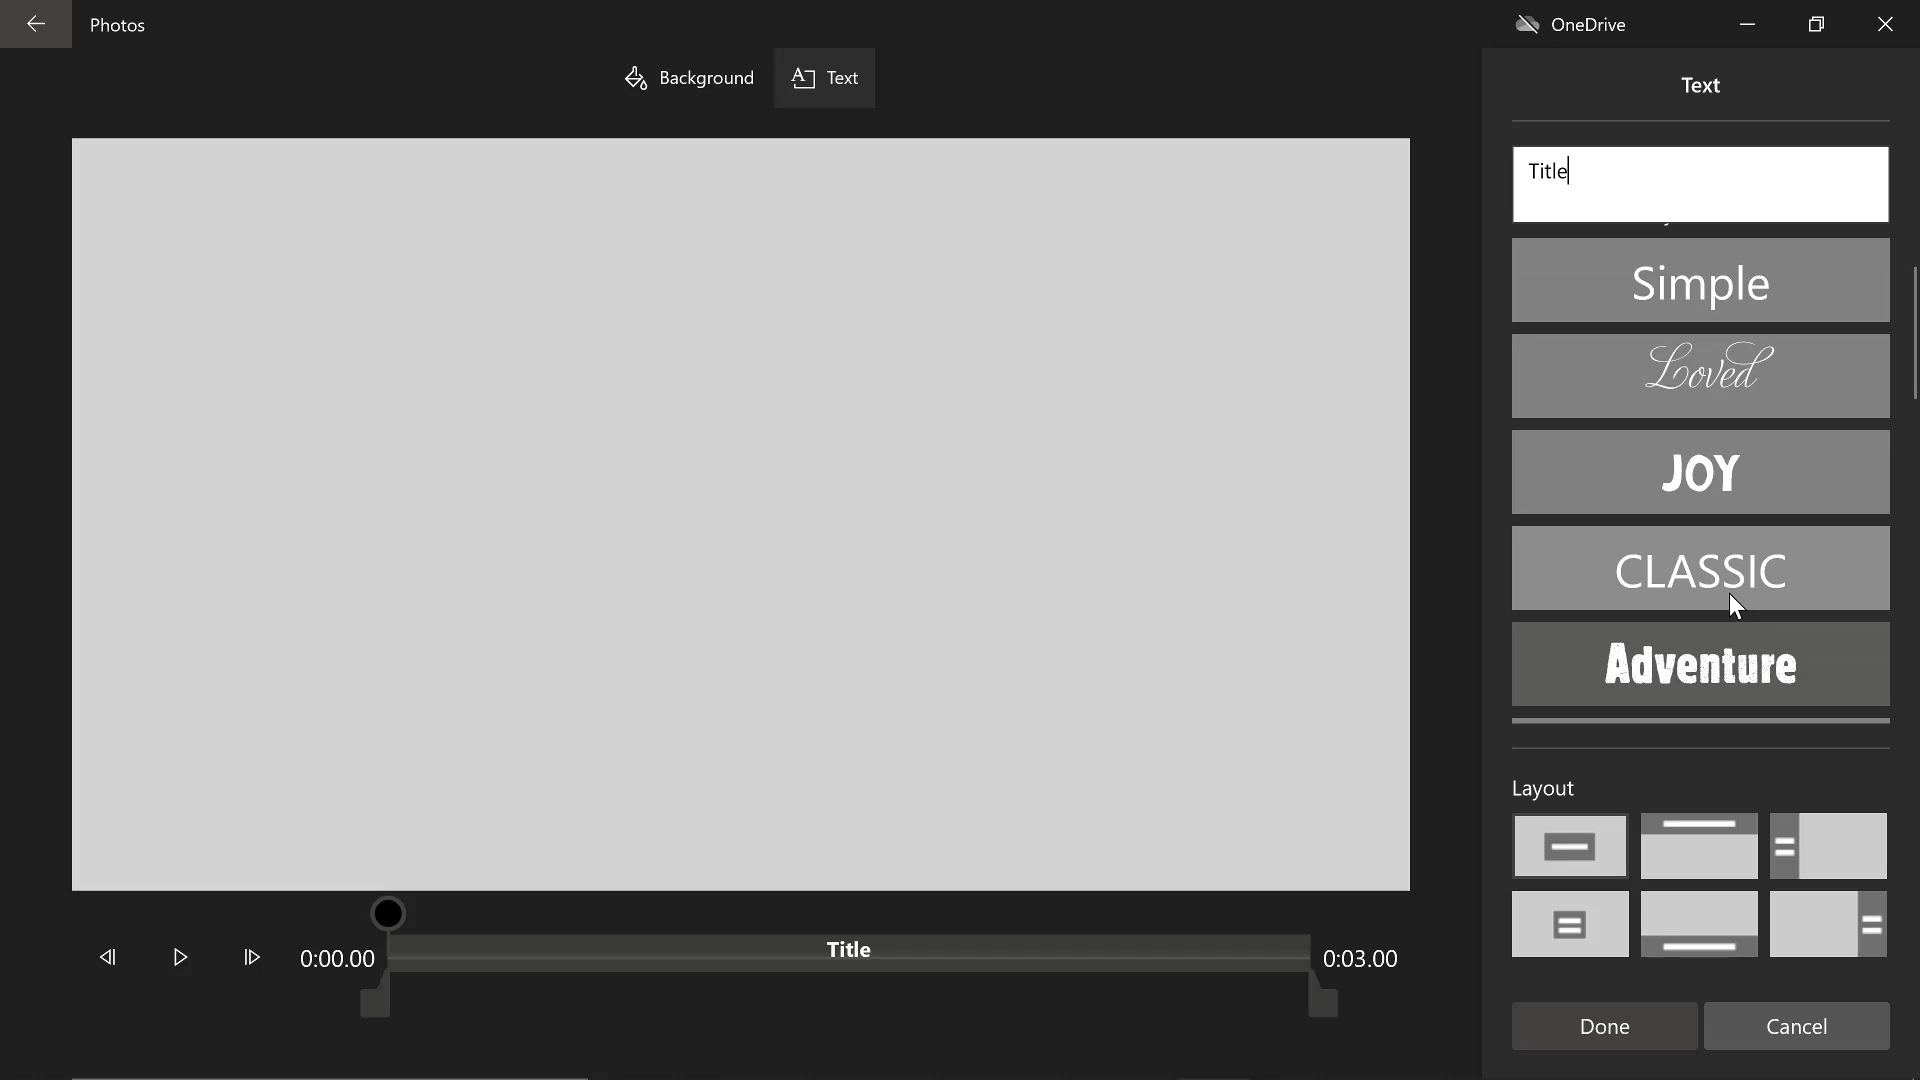 Photos
OneDrive
Background
Text
Text
Title
Simple
Loved
JOY
CLASSIC
Adventure
Layout
0:00.00
Title
0:03.00
Done
Cancel